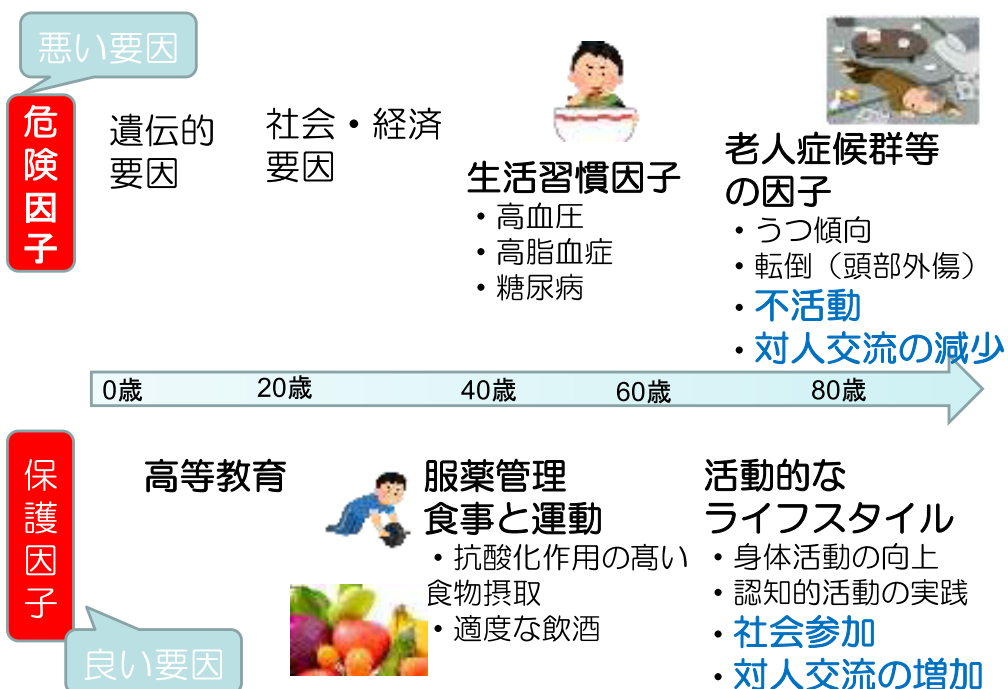 悪い要因
危険因子
遺伝的
要因
社会・経済
要因
生活習慣因子
・高血圧
・高脂血症
・糖尿病
老人症候群等
の因子
・うつ傾向
・転倒（頭部外傷）
・不活動
・対人交流の減少
0歳 20歳 40歳 60歳 80歳
保護因子
良い要因
高等教育
服薬管理
食事と運動
・抗酸化作用の高い
食物摂取
・適度な飲酒
活動的な
ライフスタイル
・身体活動の向上
・認知的活動の実践
・社会参加
・対人交流の増加